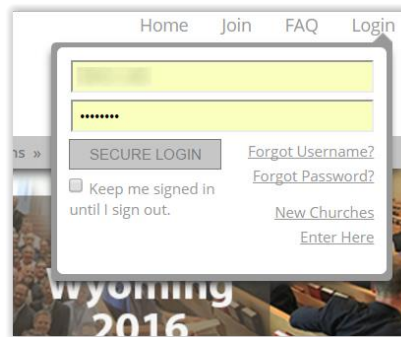 Home Join FAQ Login
ns »
••••••••
SECURE LOGIN
Forgot Username?
Forgot Password?
Keep me signed in
until I sign out.
New Churches
Enter Here
Wyoming
2016